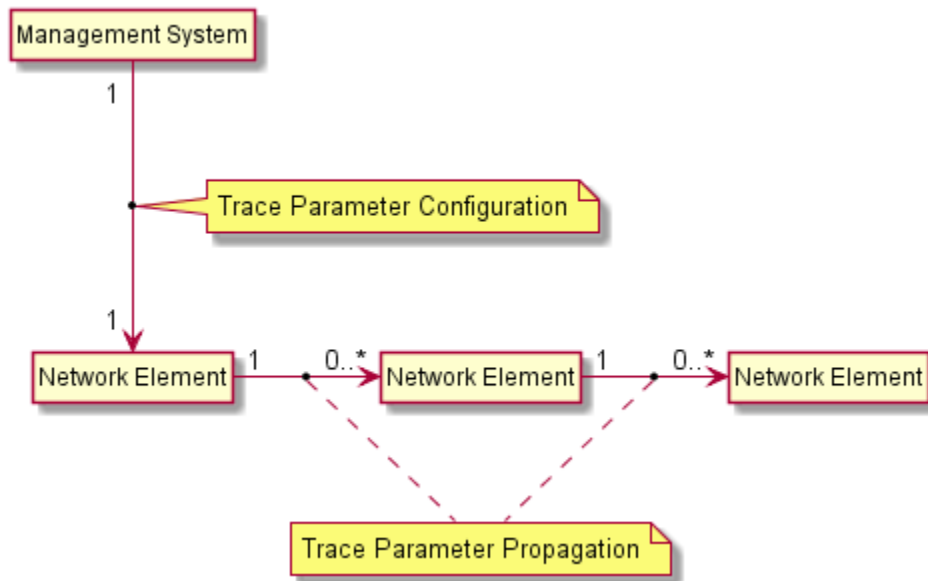 Management System
1
Trace Parameter Configuration
1
Network Element
1
0..*
Network Element
1
0..*
Network Element
Trace Parameter Propagation